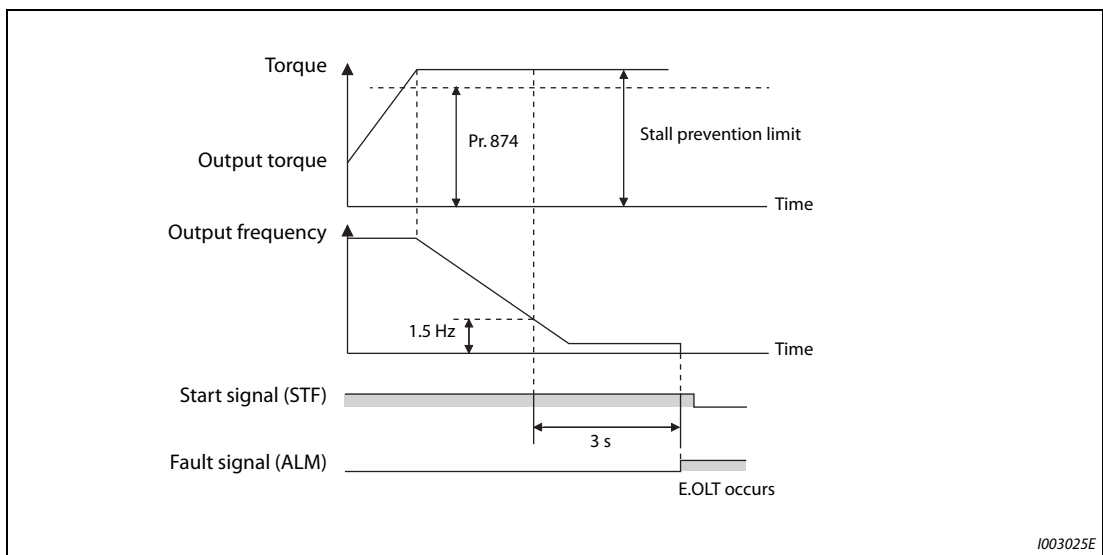 Torque
Pr. 874
Stall prevention limit
Output torque
Time
Output frequency
1.5 Hz
Time
Start signal (STF)
3 s
Fault signal (ALM)
E.OLT occurs
I003025E